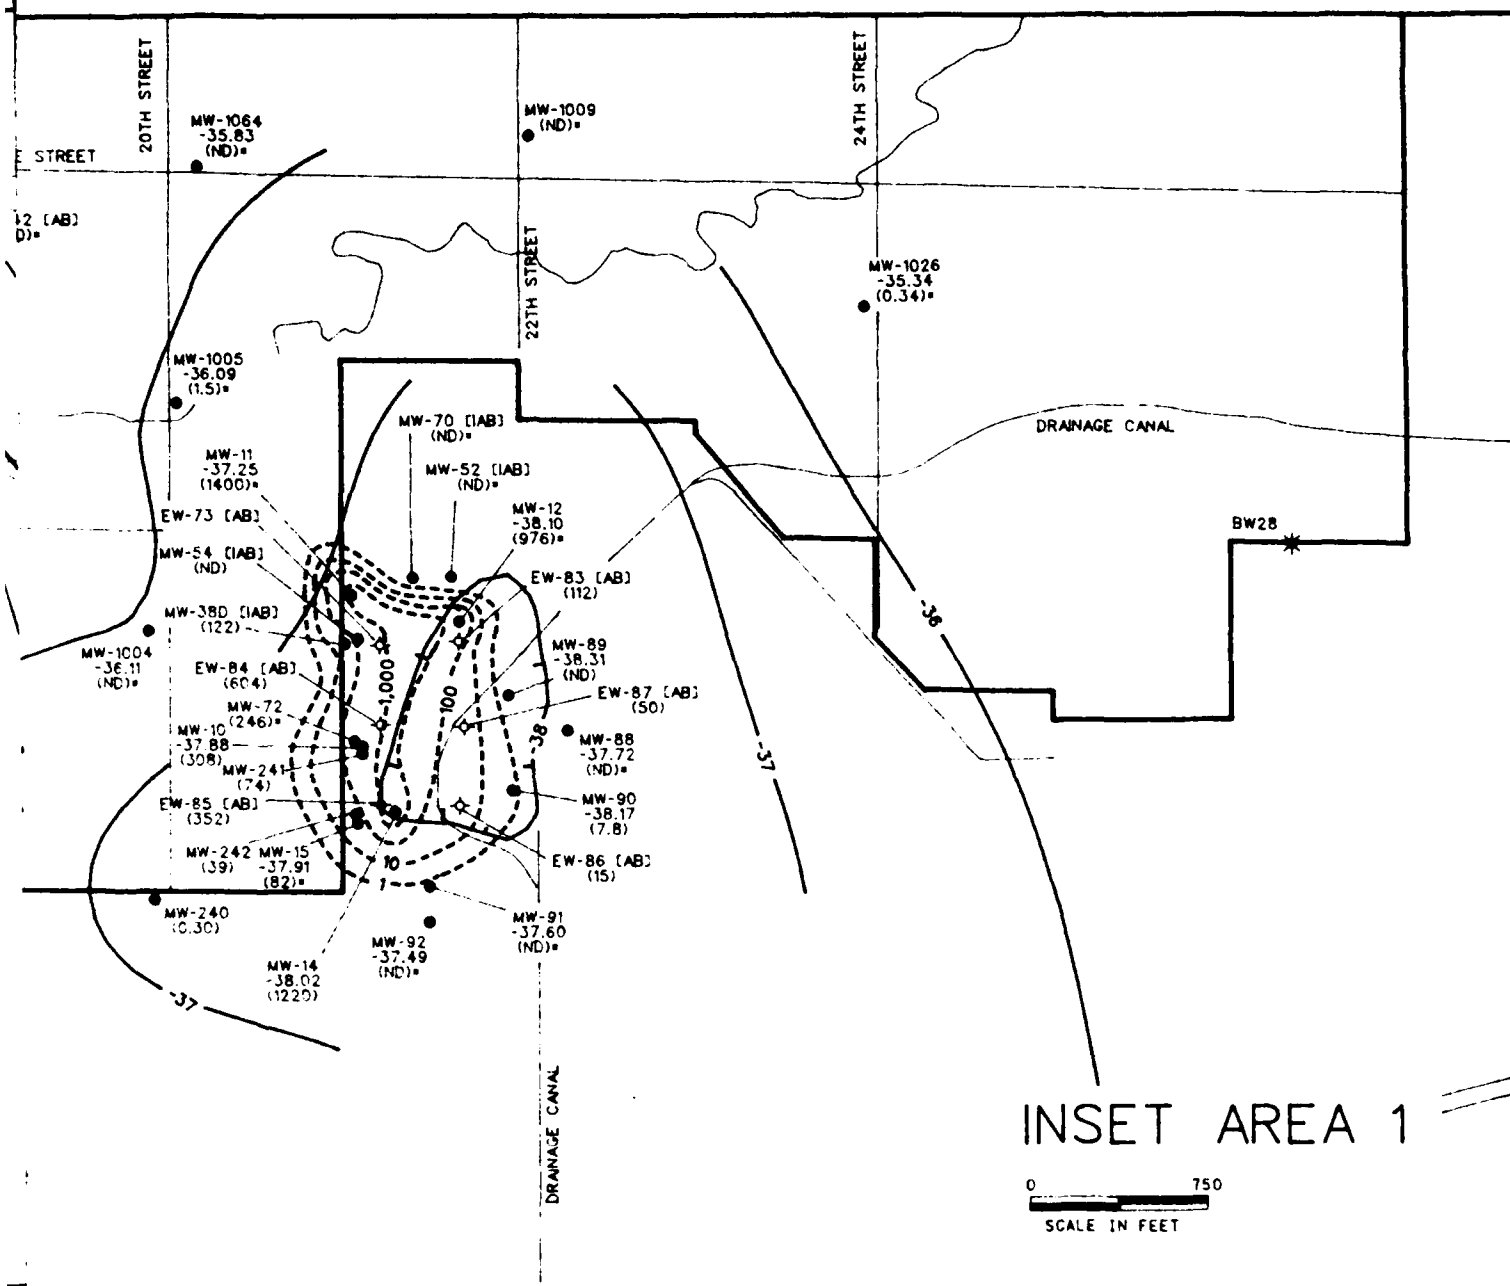 20TH STREET
24TH STREET
MW-1064
-35.83
(ND)*
MW-1009
(ND)*
E STREET
42 [AB]
D)*
22TH STREET
MW-1026
-35.34
(0.34)*
MW-1005
-36.09
(1.5)*
MW-70 [IAB]
(ND)*
DRAINAGE CANAL
MW-11
-37.25
(1400)*
MW-52 [IAB]
(ND)*
MW-12
-38.10
(976)*
EW-73 [AB]
BW28
MW-54 [IAB]
(ND)
EW-83 [AB]
(112)
MW-38D [IAB]
(122)
-36
MW-1004
-36.11
(ND)*
MW-89
-38.31
(ND)
EW-84 [AB]
(604)
1,000
100
EW-87 [AB]
(50)
MW-72
(246)*
MW-10
-37.88
(308)
-38
MW-88
-37.72
(ND)*
-37
MW-241
(74)
EW-85 [AB]
(352)
MW-90
-38.17
(7.8)
MW-242
(39)
MW-15
-37.91
(82)*
10
1
EW-86 [AB]
(15)
MW-240
(0.30)
MW-91
-37.60
(ND)*
MW-92
-37.49
(ND)*
MW-14
-38.02
(1220)
-37
DRAINAGE CANAL
INSET AREA 1
0 750
SCALE IN FEET